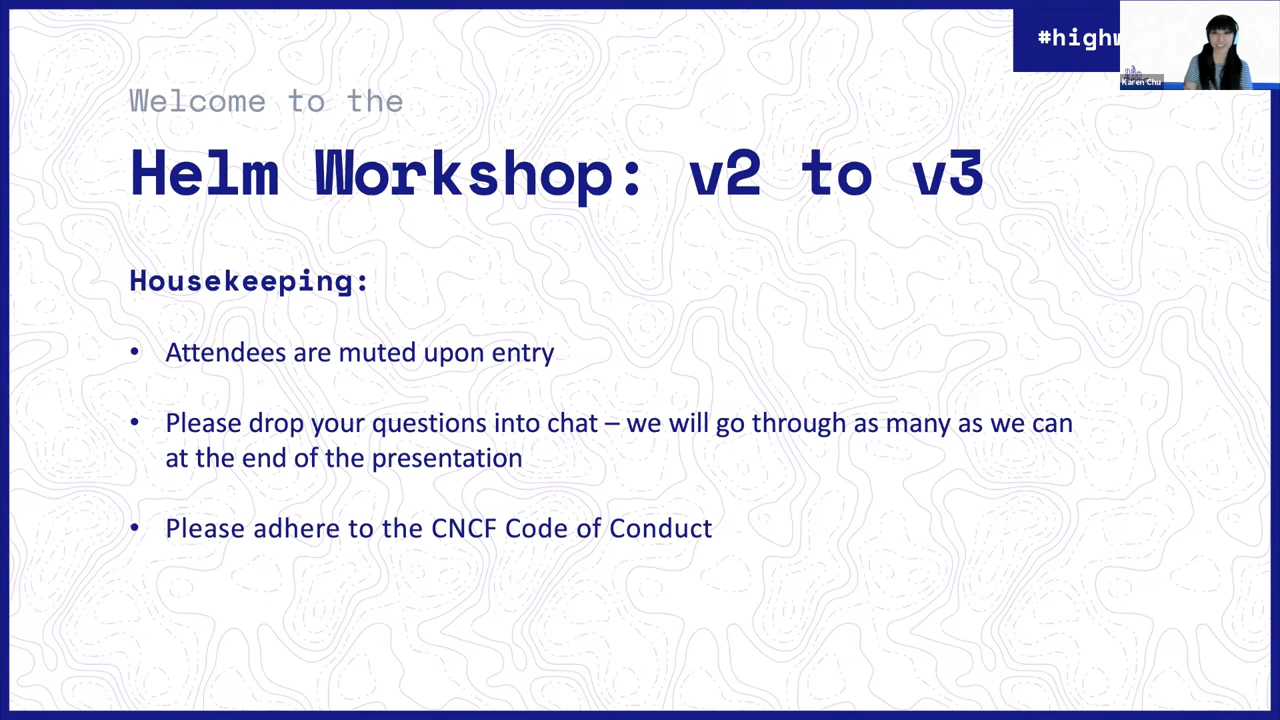 #highw
Karen Chu
Welcome to the
Helm Workshop: v2 to v3
Housekeeping:
• Attendees are muted upon entry
• Please drop your questions into chat – we will go through as many as we can
at the end of the presentation
• Please adhere to the CNCF Code of Conduct